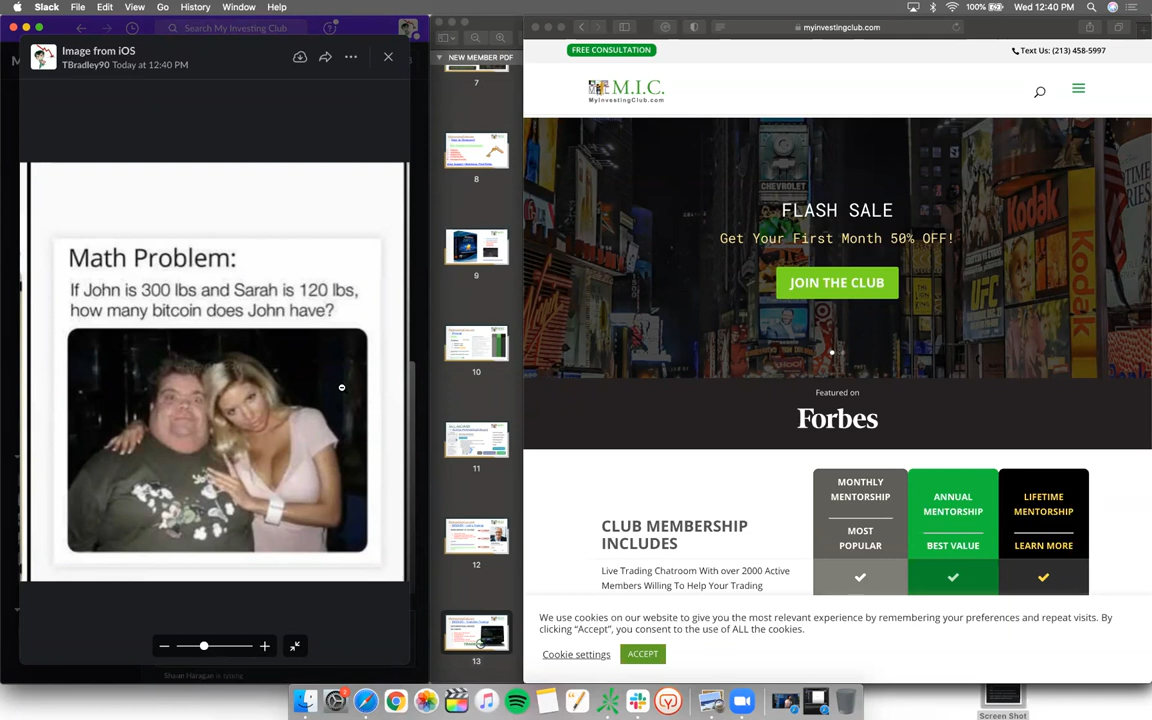 Slack File Edit View Go History Window Help
100% Wed 12:40 PM
Search My Investing Club
Image from iOS
TBradley90 Today at 12:40 PM
Math Problem:
If John is 300 lbs and Sarah is 120 lbs,
how many bitcoin does John have?
Shaun Haragan is typing
NEW MEMBER PDF
7
8
9
10
11
12
13
myinvestingclub.com
FREE CONSULTATION
Text Us: (213) 458-5997
M.I.C.
MyInvestingClub.com
CHEVROLET
Kodak
UFC
FLASH SALE
Get Your First Month 50% OFF!
JOIN THE CLUB
Featured on
Forbes
CLUB MEMBERSHIP
INCLUDES
MONTHLY
MENTORSHIP
MOST
POPULAR
ANNUAL
MENTORSHIP
BEST VALUE
LIFETIME
MENTORSHIP
LEARN MORE
Live Trading Chatroom With over 2000 Active
Members Willing To Help Your Trading
We use cookies on our website to give you the most relevant experience by remembering your preferences and repeat visits. By
clicking “Accept”, you consent to the use of ALL the cookies.
Cookie settings
ACCEPT
Screen Shot